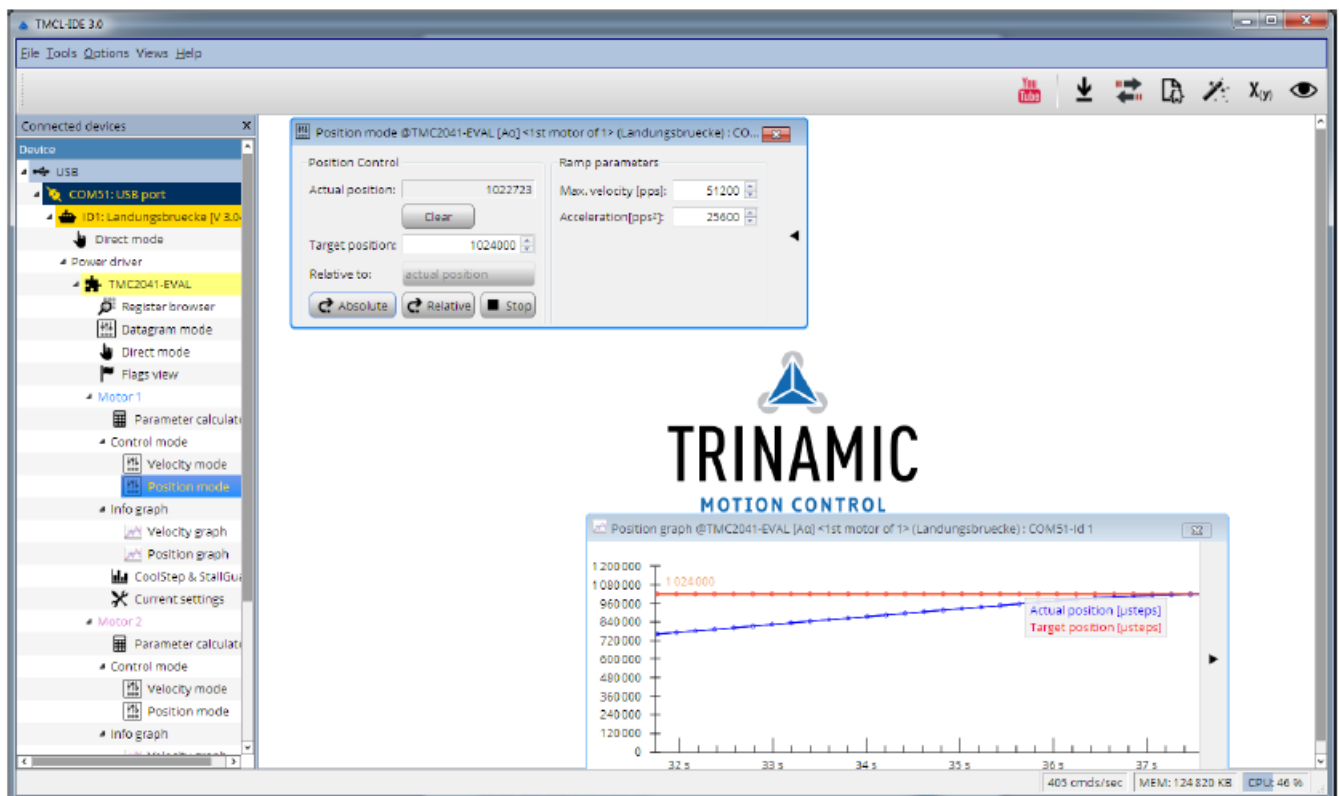 TMCL-IDE 3.0
File Tools Options Views Help
You Tube
X(y)
Connected devices
Device
USB
COM51: USB port
ID1: Landungsbruecke [V 3.0-
Direct mode
Power driver
TMC2041-EVAL
Register browser
Datagram mode
Direct mode
Flags view
Motor 1
Parameter calculat
Control mode
Velocity mode
Position mode
Info graph
Velocity graph
Position graph
CoolStep & StallGua
Current settings
Motor 2
Parameter calculat
Control mode
Velocity mode
Position mode
Info graph
Velocity graph
Position mode @TMC2041-EVAL [Aα] <1st motor of 1> (Landungsbruecke) : CO...
Position Control
Actual position: 1022723
Clear
Target position: 1024000
Relative to: actual position
Absolute Relative Stop
Ramp parameters
Max. velocity [pps]: 51200
Acceleration[pps²]: 25600
TRINAMIC
MOTION CONTROL
Position graph @TMC2041-EVAL [Aα] <1st motor of 1> (Landungsbruecke) : COM51-Id 1
1 200 000
1 080 000
960 000
840 000
720 000
600 000
480 000
360 000
240 000
120 000
0
1 024 000
Actual position [µsteps]
Target position [µsteps]
32 s 33 s 34 s 35 s 36 s 37 s
405 cmds/sec MEM: 124 820 KB CPU: 46 %